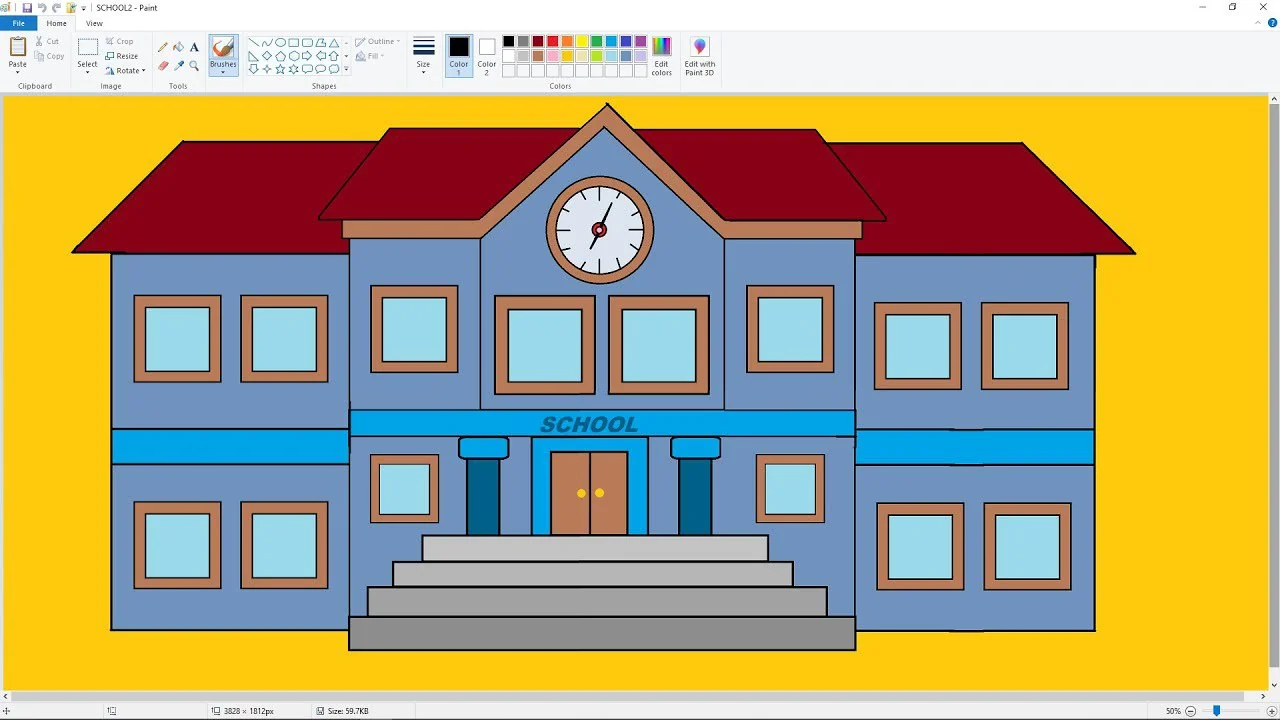 SCHOOL2 - Paint
File
Home
View
Paste
Cut
Copy
Clipboard
Select
Crop
Resize
Rotate
Image
Tools
Brushes
Shapes
Outline
Fill
Size
Color
1
Color
2
Edit
colors
Colors
Edit with
Paint 3D
SCHOOL
3828 × 1812px
Size: 59.7KB
50%